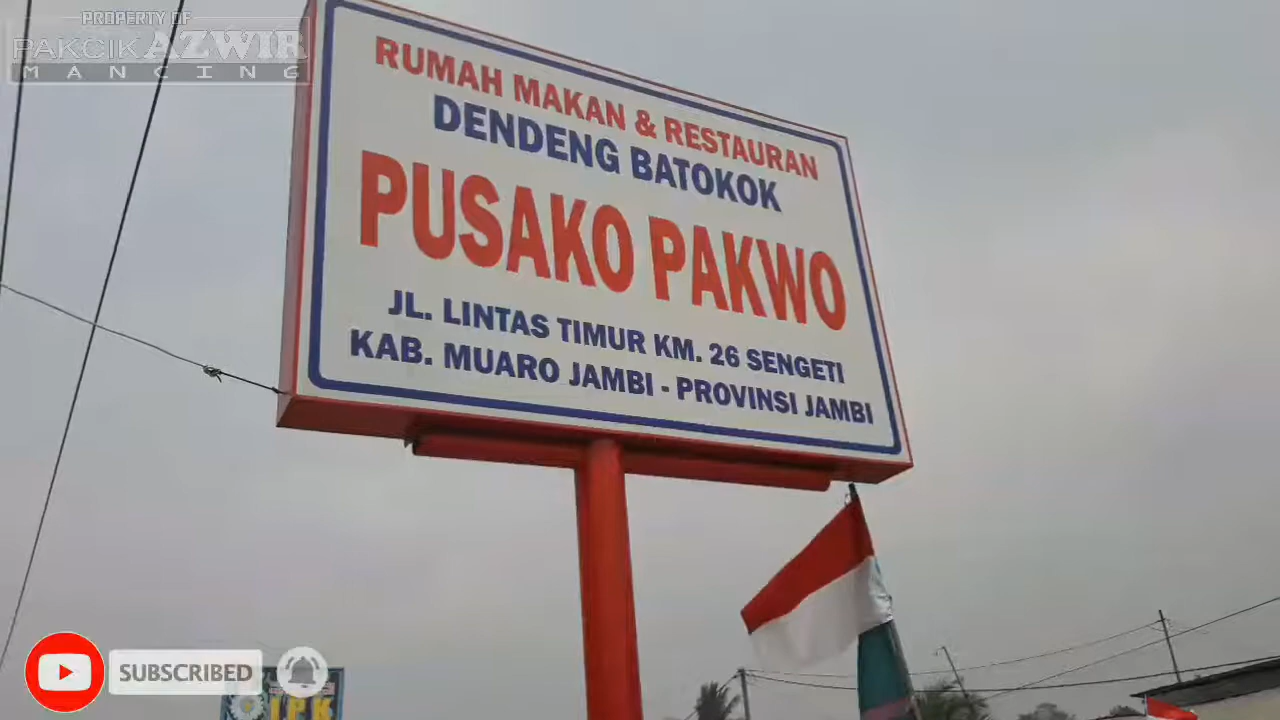 PROPERTY OF
PAKCIK AZWIR
MANCING
RUMAH MAKAN & RESTAURAN
DENDENG BATOKOK
PUSAKO PAKWO
JL. LINTAS TIMUR KM. 26 SENGETI
KAB. MUARO JAMBI - PROVINSI JAMBI
SUBSCRIBED